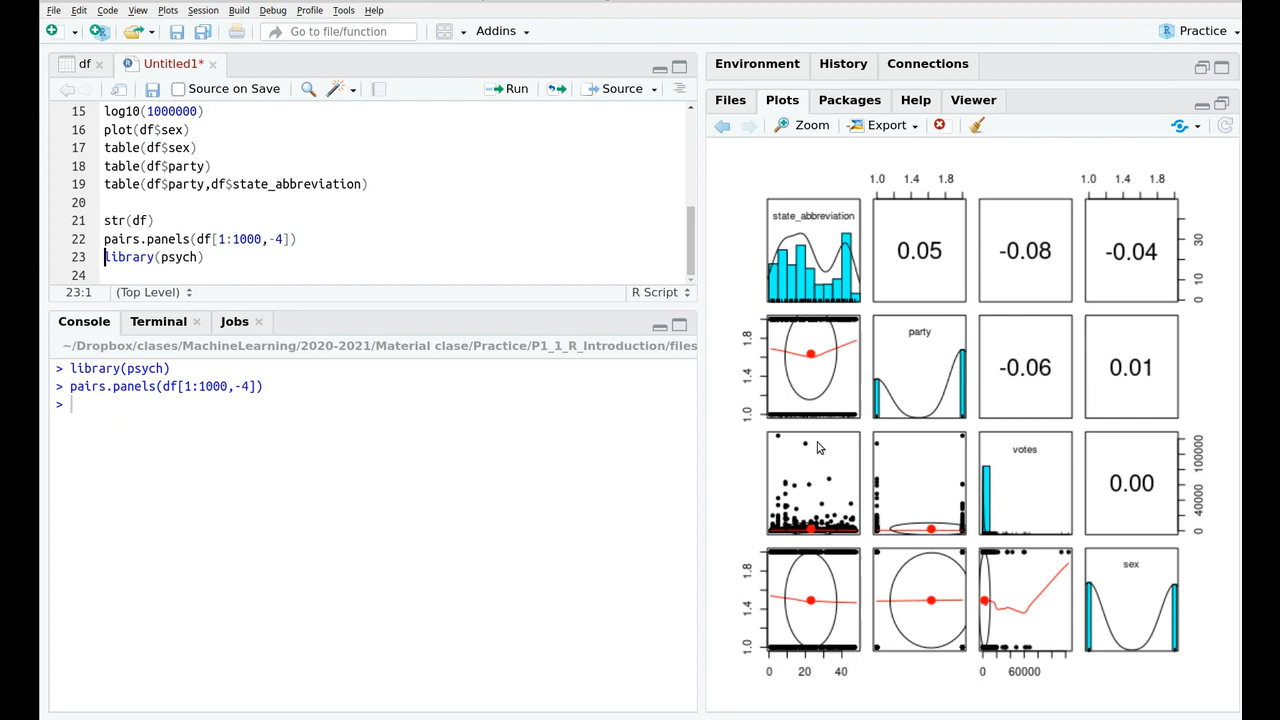 File Edit Code View Plots Session Build Debug Profile Tools Help
Go to file/function Addins Practice
df Untitled1*
Source on Save Run Source
15 log10(1000000)
16 plot(df$sex)
17 table(df$sex)
18 table(df$party)
19 table(df$party,df$state_abbreviation)
20
21 str(df)
22 pairs.panels(df[1:1000,-4])
23 library(psych)
24
23:1 (Top Level) R Script
Console Terminal Jobs
~/Dropbox/clases/MachineLearning/2020-2021/Material clase/Practice/P1_1_R_Introduction/files
> library(psych)
> pairs.panels(df[1:1000,-4])
>
Environment History Connections
Files Plots Packages Help Viewer
Zoom Export
1.0 1.4 1.8 1.0 1.4 1.8
state_abbreviation 0.05 -0.08 -0.04 0 10 30
1.0 1.4 1.8 party -0.06 0.01
votes 0.00 0 40000 100000
1.0 1.4 1.8 sex
0 20 40 0 60000